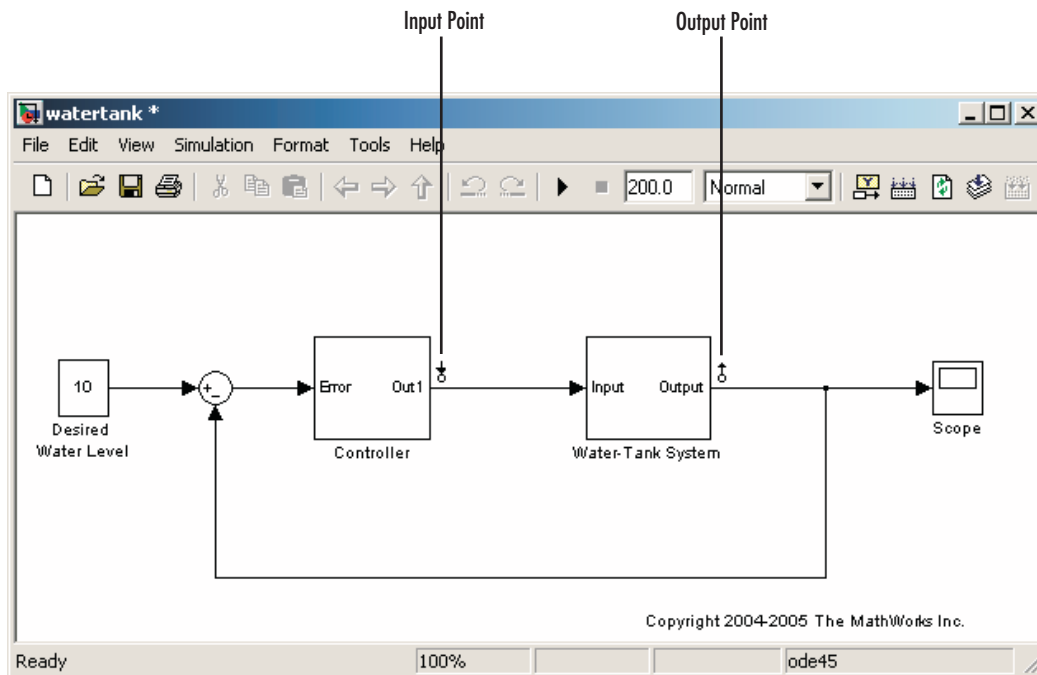 Input Point
Output Point
watertank *
File Edit View Simulation Format Tools Help
200.0 Normal
10
+
-
Error Out1
Input Output
Desired
Water Level
Controller
Water-Tank System
Scope
Copyright 2004-2005 The MathWorks Inc.
Ready 100% ode45